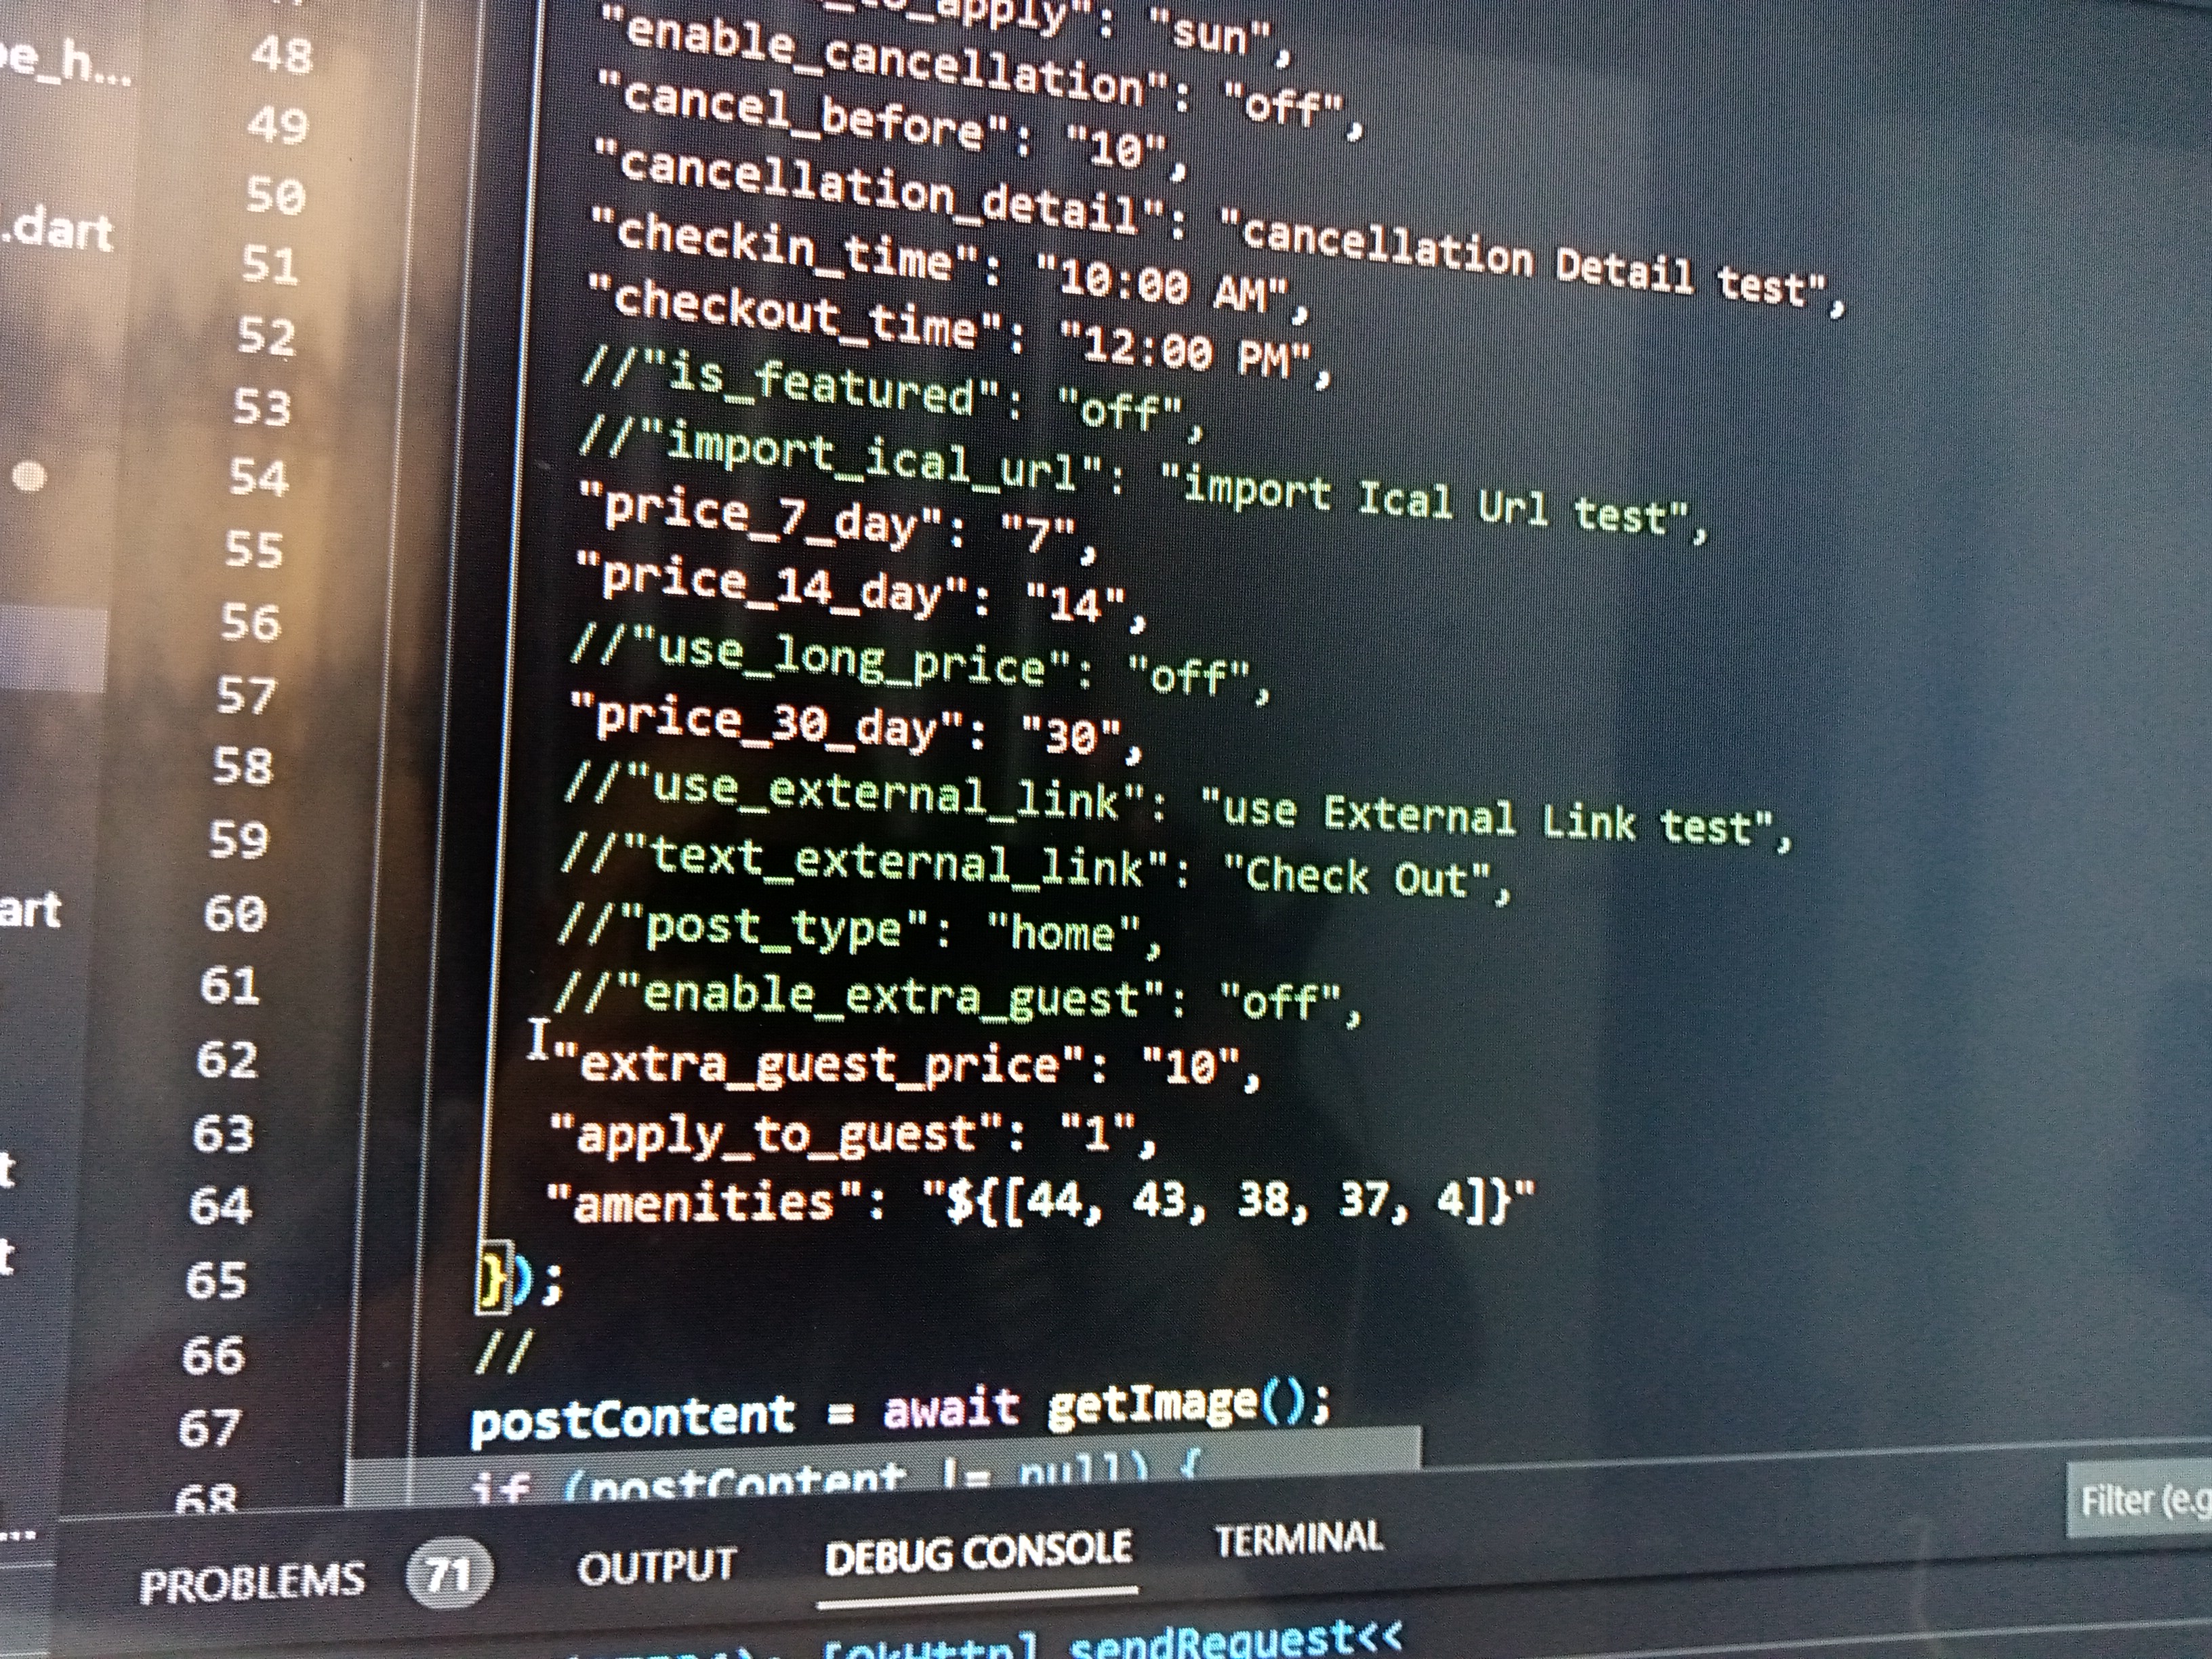 48
_to_apply": "sun",
"enable_cancellation": "off",
49
"cancel_before": "10",
50
"cancellation_detail": "cancellation Detail test",
51
"checkin_time": "10:00 AM",
52
"checkout_time": "12:00 PM",
53
//"is_featured": "off",
54
//"import_ical_url": "import Ical Url test",
55
"price_7_day": "7",
56
"price_14_day": "14",
57
//"use_long_price": "off",
58
"price_30_day": "30",
59
//"use_external_link": "use External Link test",
60
//"text_external_link": "Check Out",
61
//"post_type": "home",
62
//"enable_extra_guest": "off",
63
"extra_guest_price": "10",
64
"apply_to_guest": "1",
65
"amenities": "${[44, 43, 38, 37, 4]}"
66
});
67
//
68
postContent = await getImage();
if (postContent != null) {
be_h...
.dart
art
t
t
...
PROBLEMS 71 OUTPUT DEBUG CONSOLE TERMINAL
Filter (e.g
[OkHttp] sendRequest<<